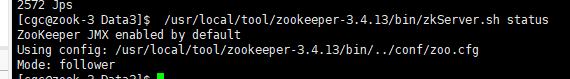 2572 Jps
[cgc@zook-3 Data3]$  /usr/local/tool/zookeeper-3.4.13/bin/zkServer.sh status
ZooKeeper JMX enabled by default
Using config: /usr/local/tool/zookeeper-3.4.13/bin/../conf/zoo.cfg
Mode: follower